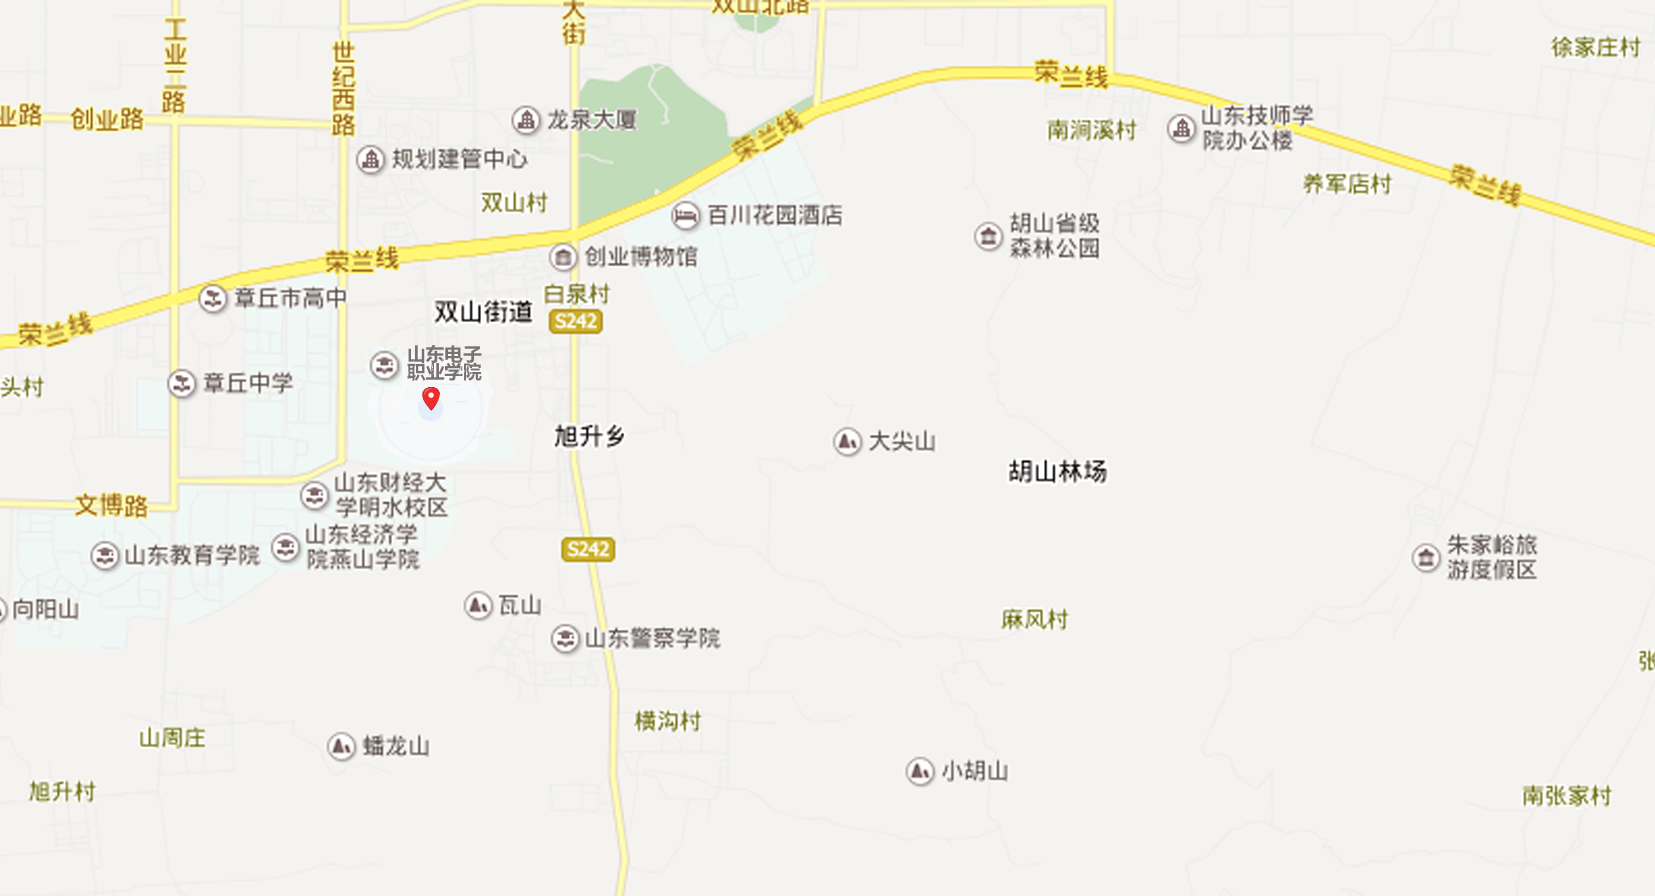 双山北路
大街
工业二路
世纪西路
徐家庄村
荣兰线
业路
创业路
龙泉大厦
山东技师学
院办公楼
南涧溪村
荣兰线
规划建管中心
养军店村
荣兰线
双山村
百川花园酒店
胡山省级
森林公园
荣兰线
创业博物馆
章丘市高中
白泉村
双山街道
S242
荣兰线
山东电子
职业学院
头村
章丘中学
旭升乡
大尖山
胡山林场
山东财经大
学明水校区
文博路
山东经济学
院燕山学院
山东教育学院
S242
朱家峪旅
游度假区
向阳山
瓦山
麻风村
山东警察学院
张
横沟村
山周庄
蟠龙山
小胡山
旭升村
南张家村